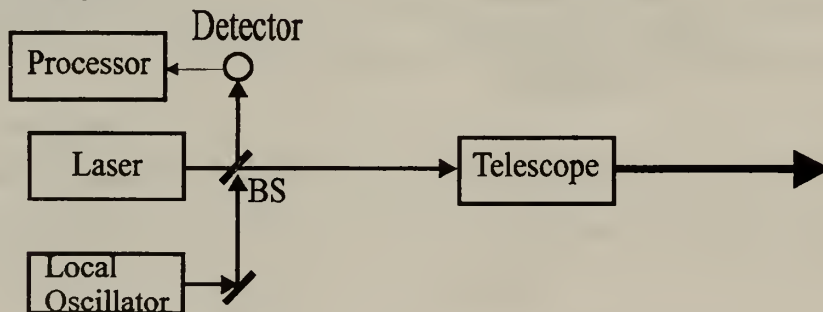 Detector
Processor
Laser
Telescope
BS
Local
Oscillator